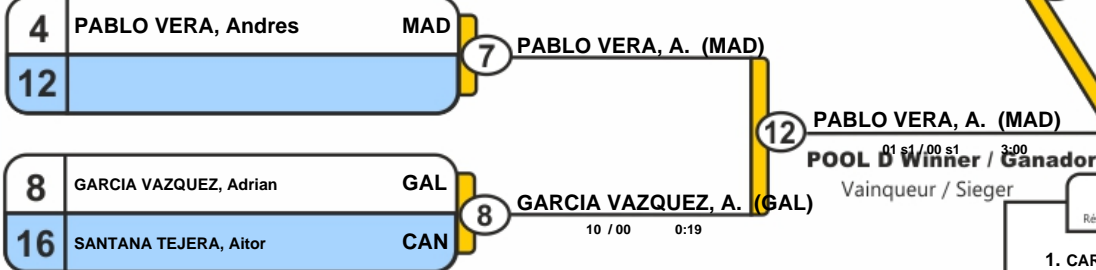 4 PABLO VERA, Andres MAD
12
7
PABLO VERA, A. (MAD)
12
PABLO VERA, A. (MAD)
01 s1 / 00 s1 3:00
POOL D Winner / Ganador
Vainqueur / Sieger
8 GARCIA VAZQUEZ, Adrian GAL
16 SANTANA TEJERA, Aitor CAN
8
GARCIA VAZQUEZ, A. (GAL)
10 / 00 0:19
Ré
1. CAR